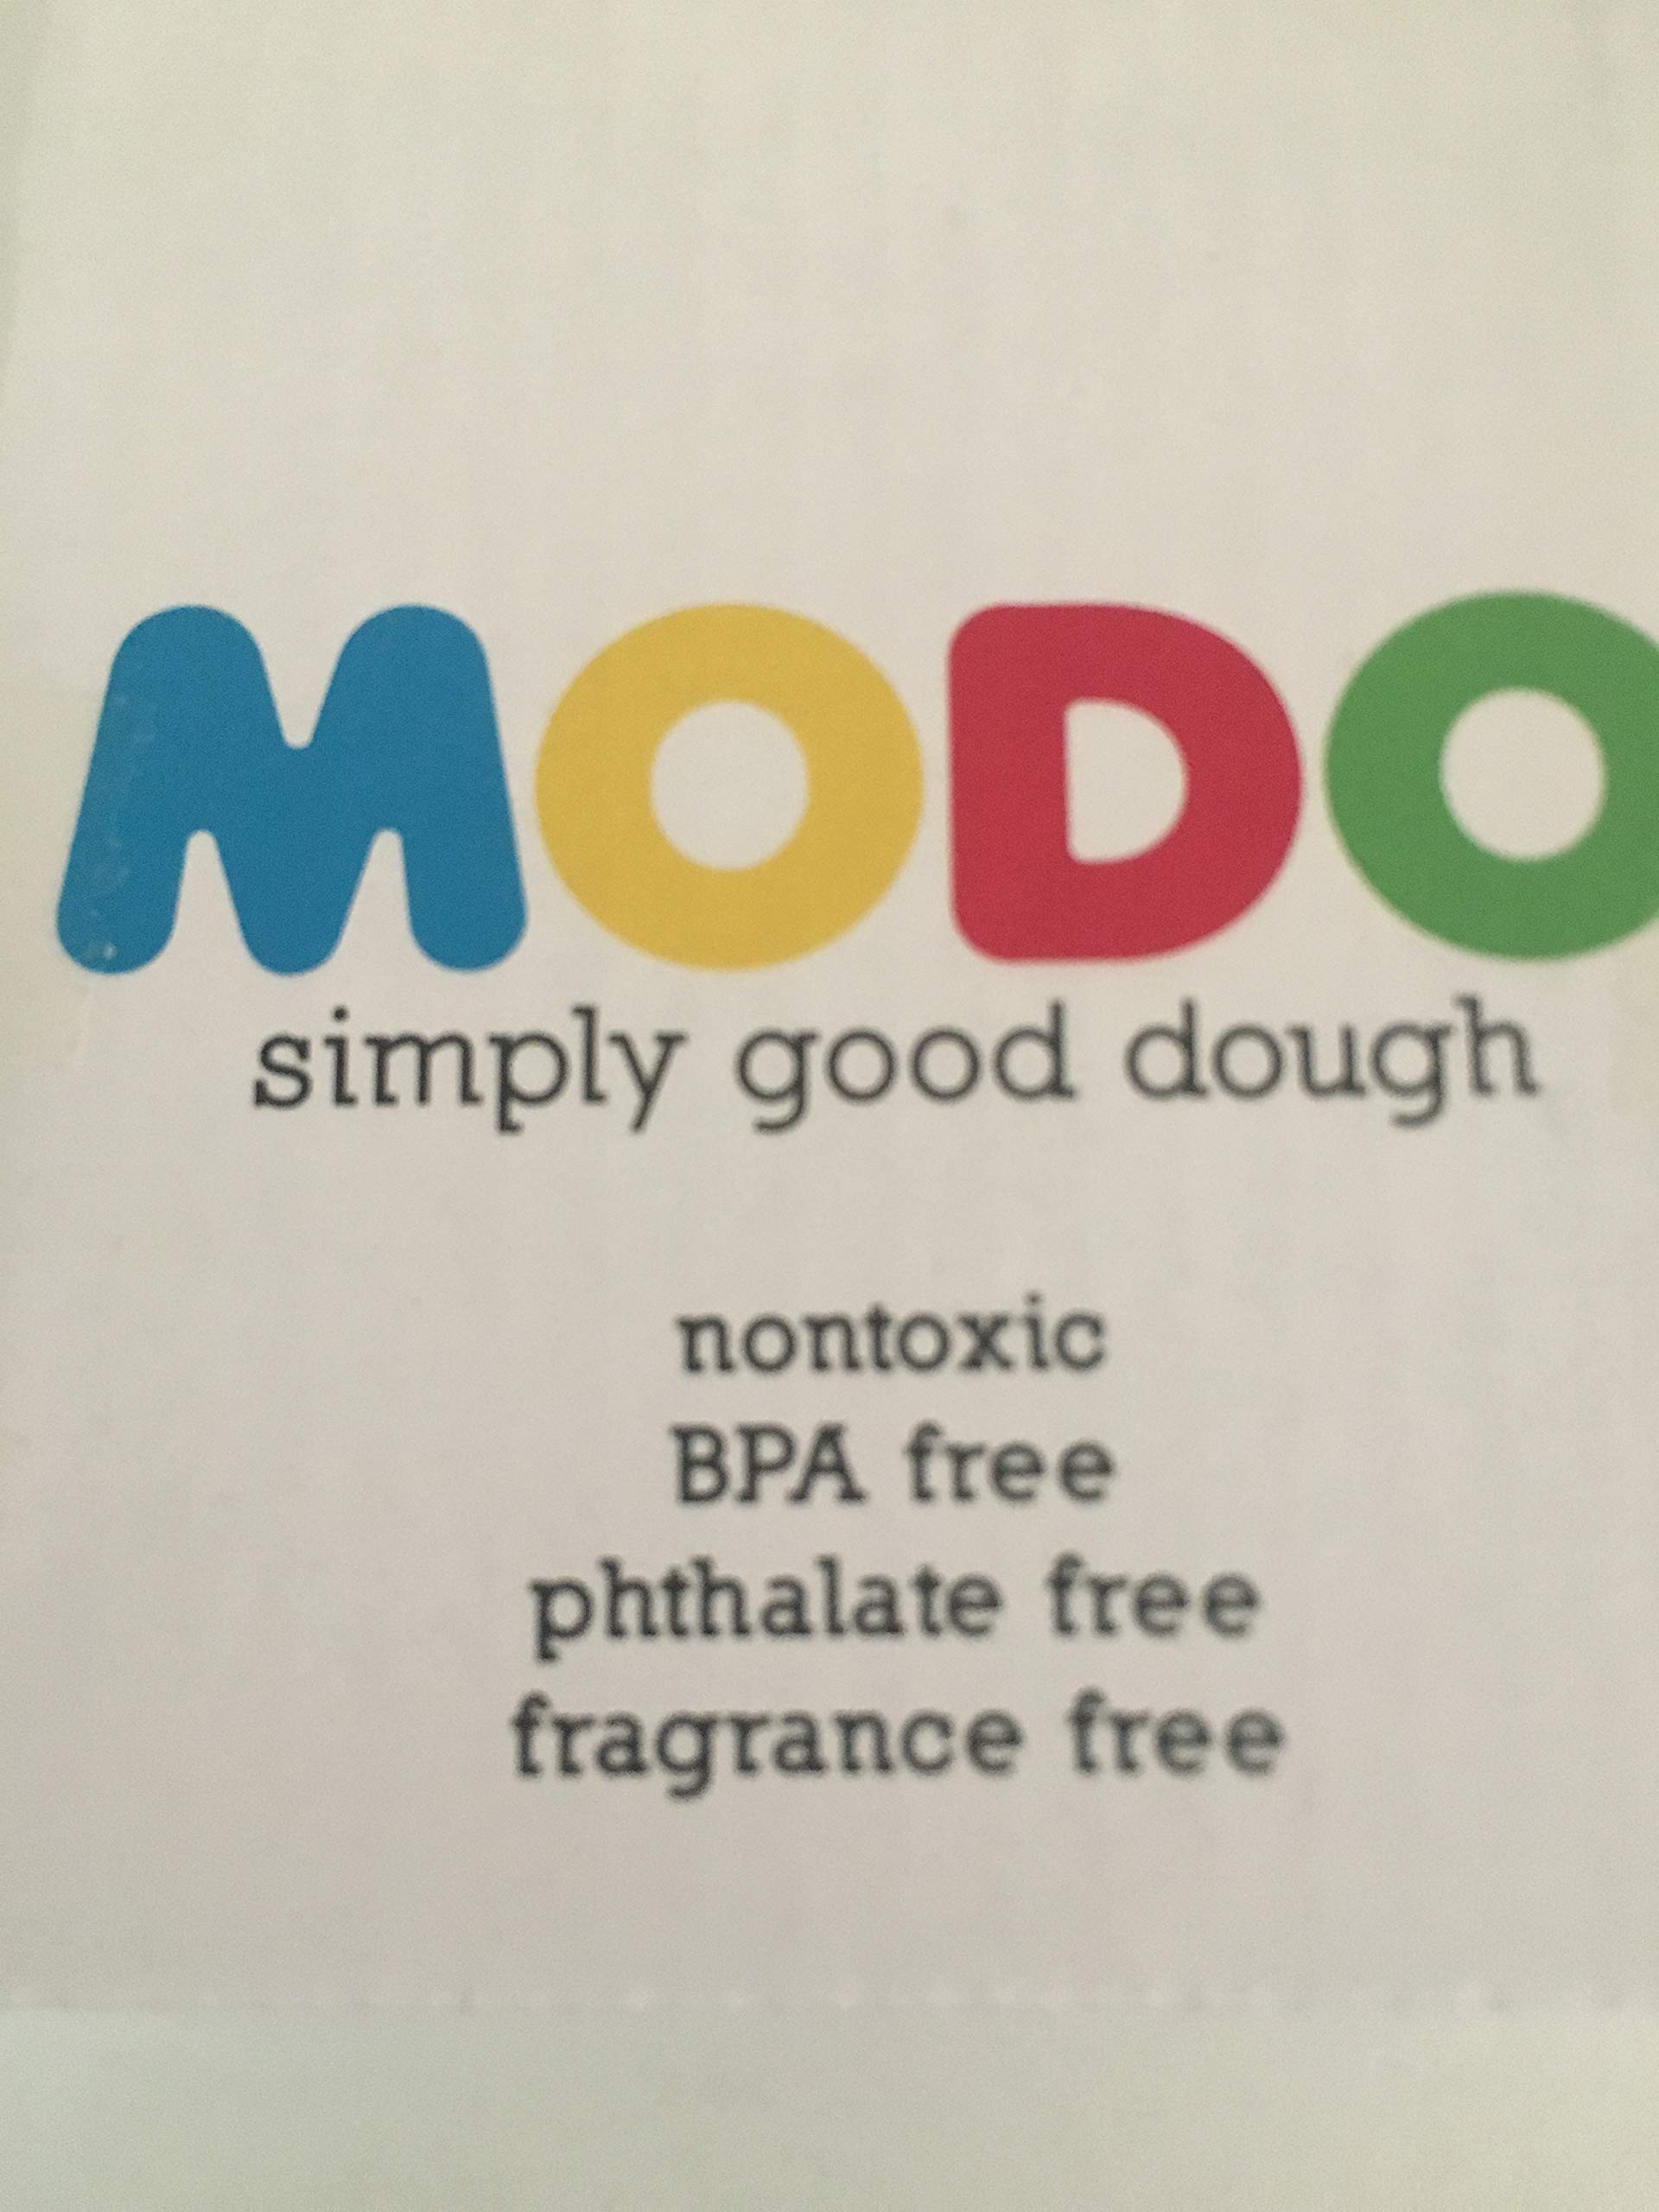 MODO
simply good dough
nontoxic
BPA free
phthalate free
fragrance free